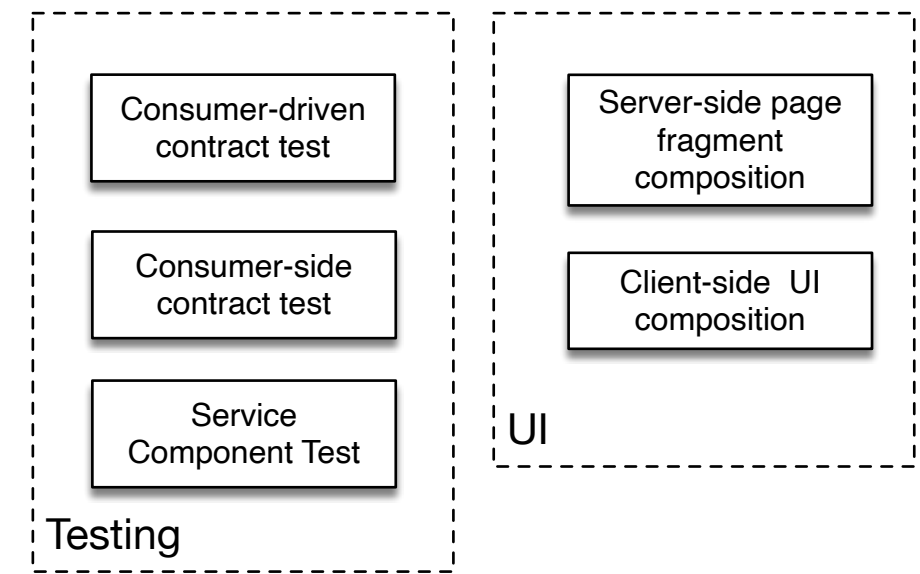 Consumer-driven
contract test
Consumer-side
contract test
Service
Component Test
Testing
Server-side page
fragment
composition
Client-side UI
composition
UI